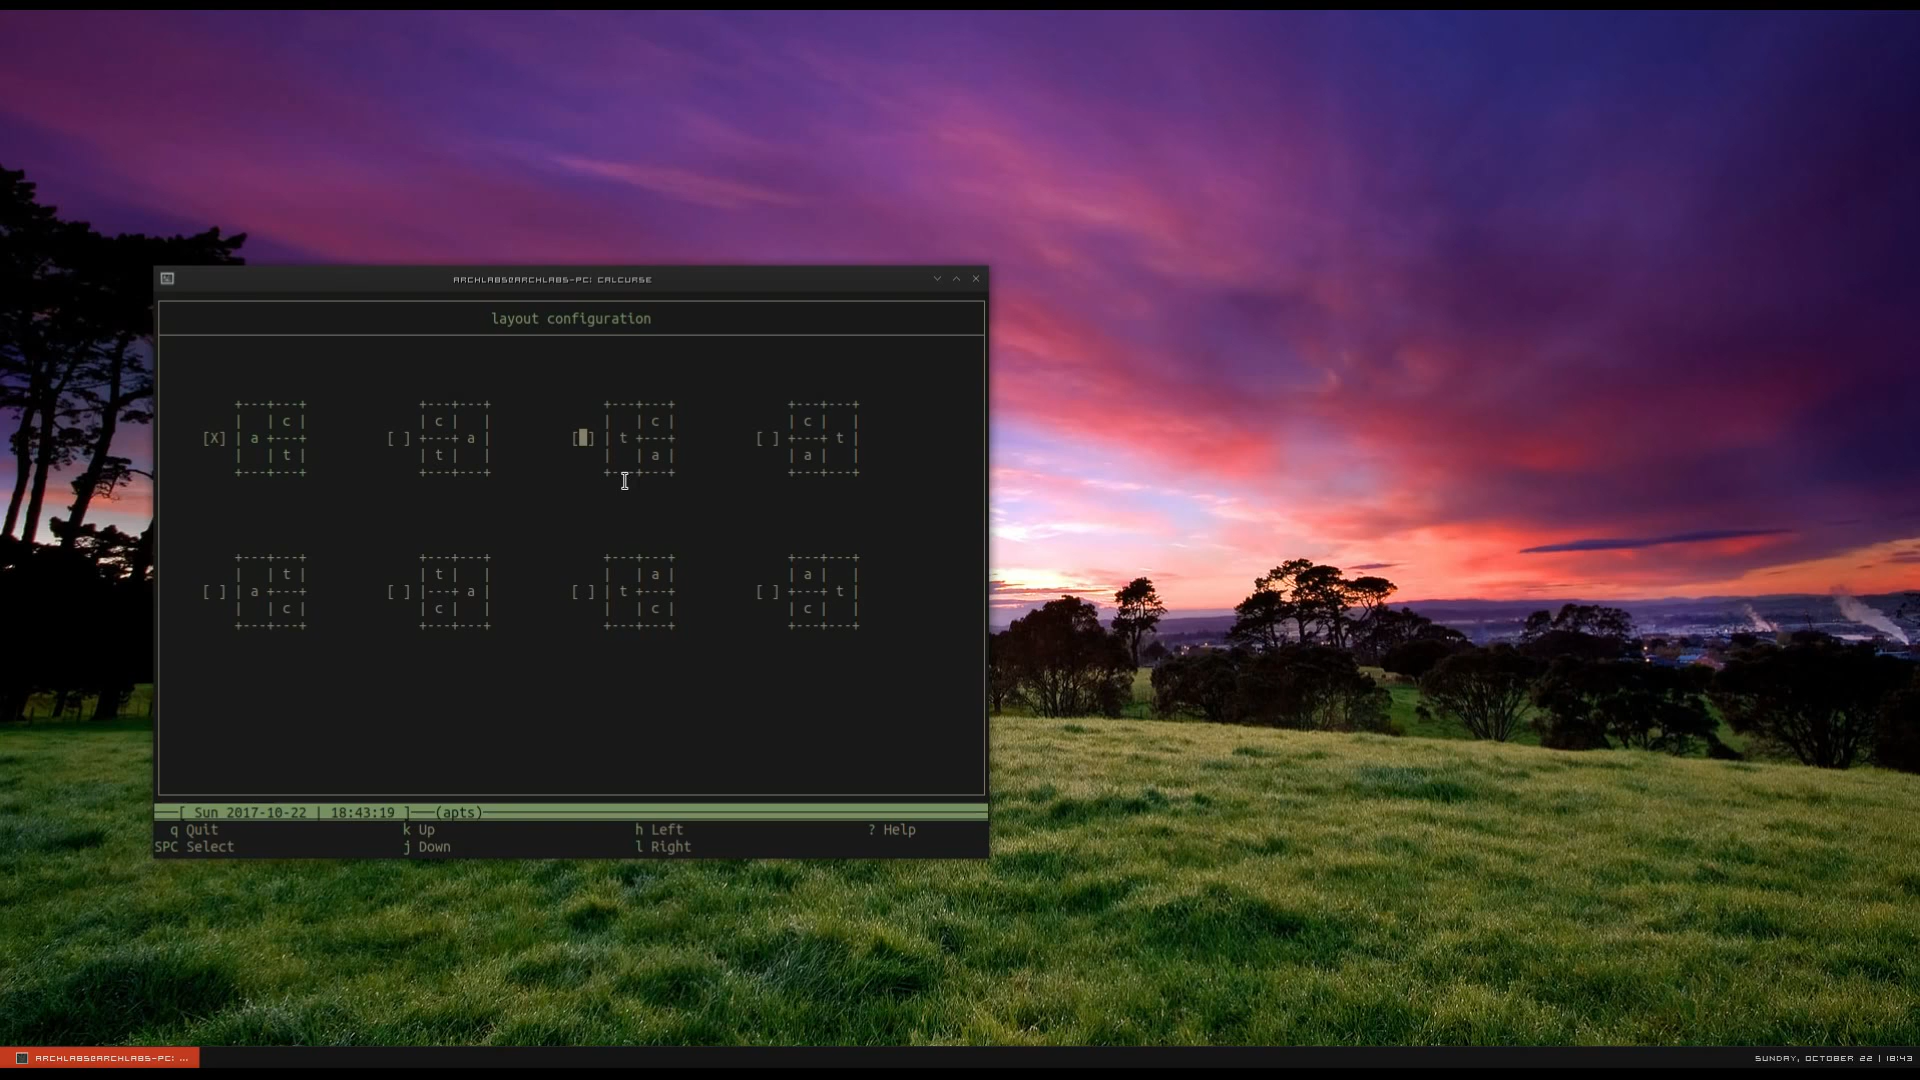 ARCHLABS@ARCHLABS-PC: CALCURSE
layout configuration
+---+---+ +---+---+ +---+---+ +---+---+
|   | c | | c |   | |   | c | | c |   |
[X] | a +---+ [ ] +---+ a | [ ] | t +---+ [ ] +---+ t |
|   | t | | t |   | |   | a | | a |   |
+---+---+ +---+---+ +---+---+ +---+---+
+---+---+ +---+---+ +---+---+ +---+---+
|   | t | | t |   | |   | a | | a |   |
[ ] | a +---+ [ ] |---+ a | [ ] | t +---+ [ ] +---+ t |
|   | c | | c |   | |   | c | | c |   |
+---+---+ +---+---+ +---+---+ +---+---+
[ Sun 2017-10-22 | 18:43:19 ]──(apts)
q Quit k Up h Left ? Help
SPC Select j Down l Right
ARCHLABS@ARCHLABS-PC: ... SUNDAY, OCTOBER 22 | 18:43